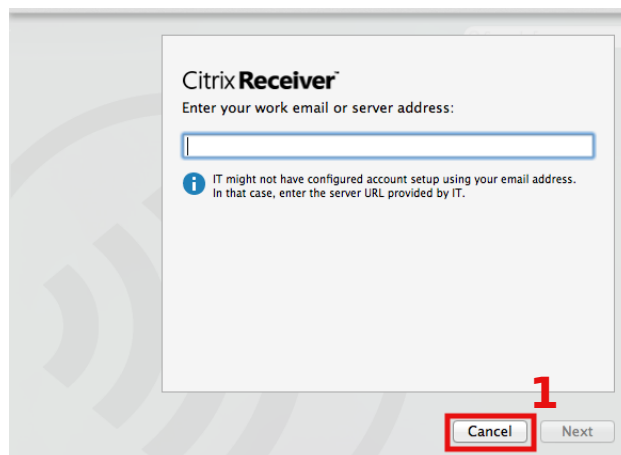 Citrix Receiver™
Enter your work email or server address:
IT might not have configured account setup using your email address.
In that case, enter the server URL provided by IT.
1
Cancel Next